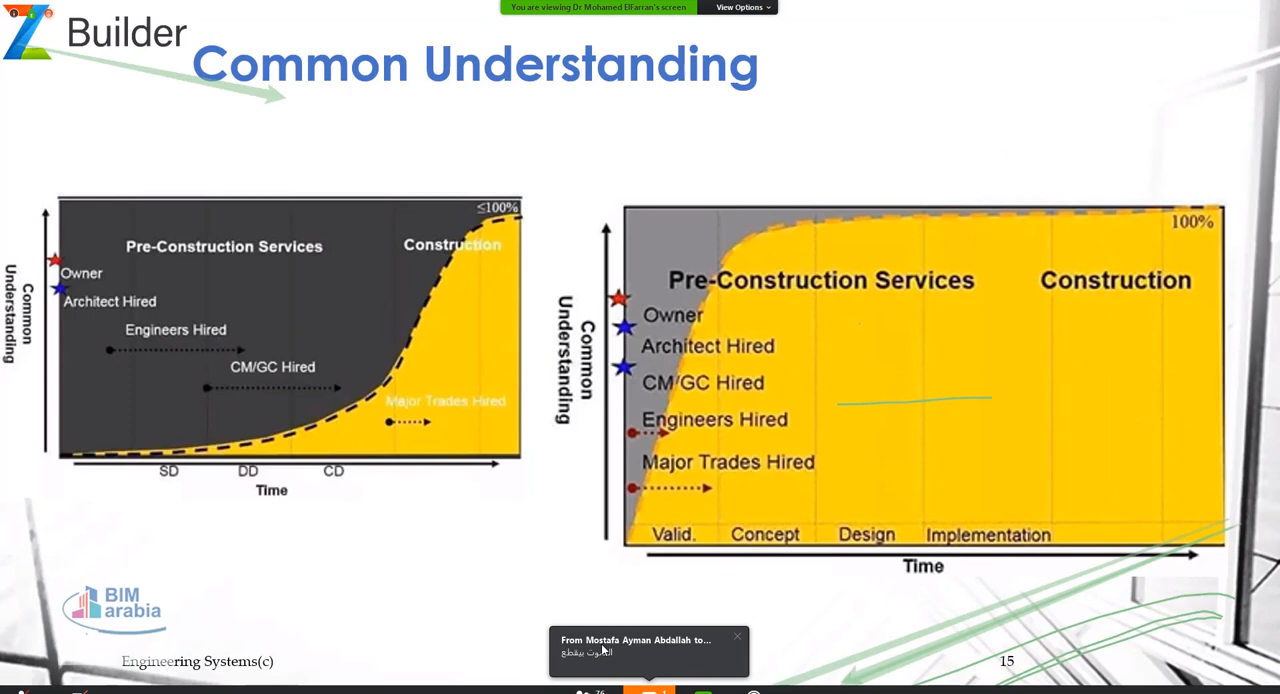 You are viewing Dr Mohamed ElFarran's screen
View Options
Builder
Common Understanding
≤100%
Pre-Construction Services
Construction
Owner
Architect Hired
Engineers Hired
CM/GC Hired
Major Trades Hired
Common
Understanding
SD
DD
CD
Time
100%
Pre-Construction Services
Construction
Owner
Architect Hired
CM/GC Hired
Engineers Hired
Major Trades Hired
Common
Understanding
Valid.
Concept
Design
Implementation
Time
BIM
arabia
From Mostafa Ayman Abdallah to...
بيقطع
Engineering Systems(c)
15
76
1